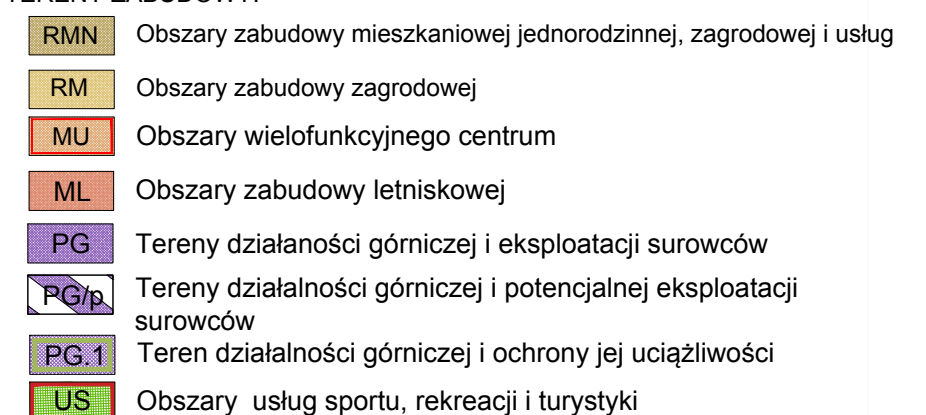 TERENY ZABUDOWY:
RMN Obszary zabudowy mieszkaniowej jednorodzinnej, zagrodowej i usług
RM Obszary zabudowy zagrodowej
MU Obszary wielofunkcyjnego centrum
ML Obszary zabudowy letniskowej
PG Tereny działaności górniczej i eksploatacji surowców
PG/p Tereny działalności górniczej i potencjalnej eksploatacji
surowców
PG.1 Teren działalności górniczej i ochrony jej uciążliwości
US Obszary usług sportu, rekreacji i turystyki